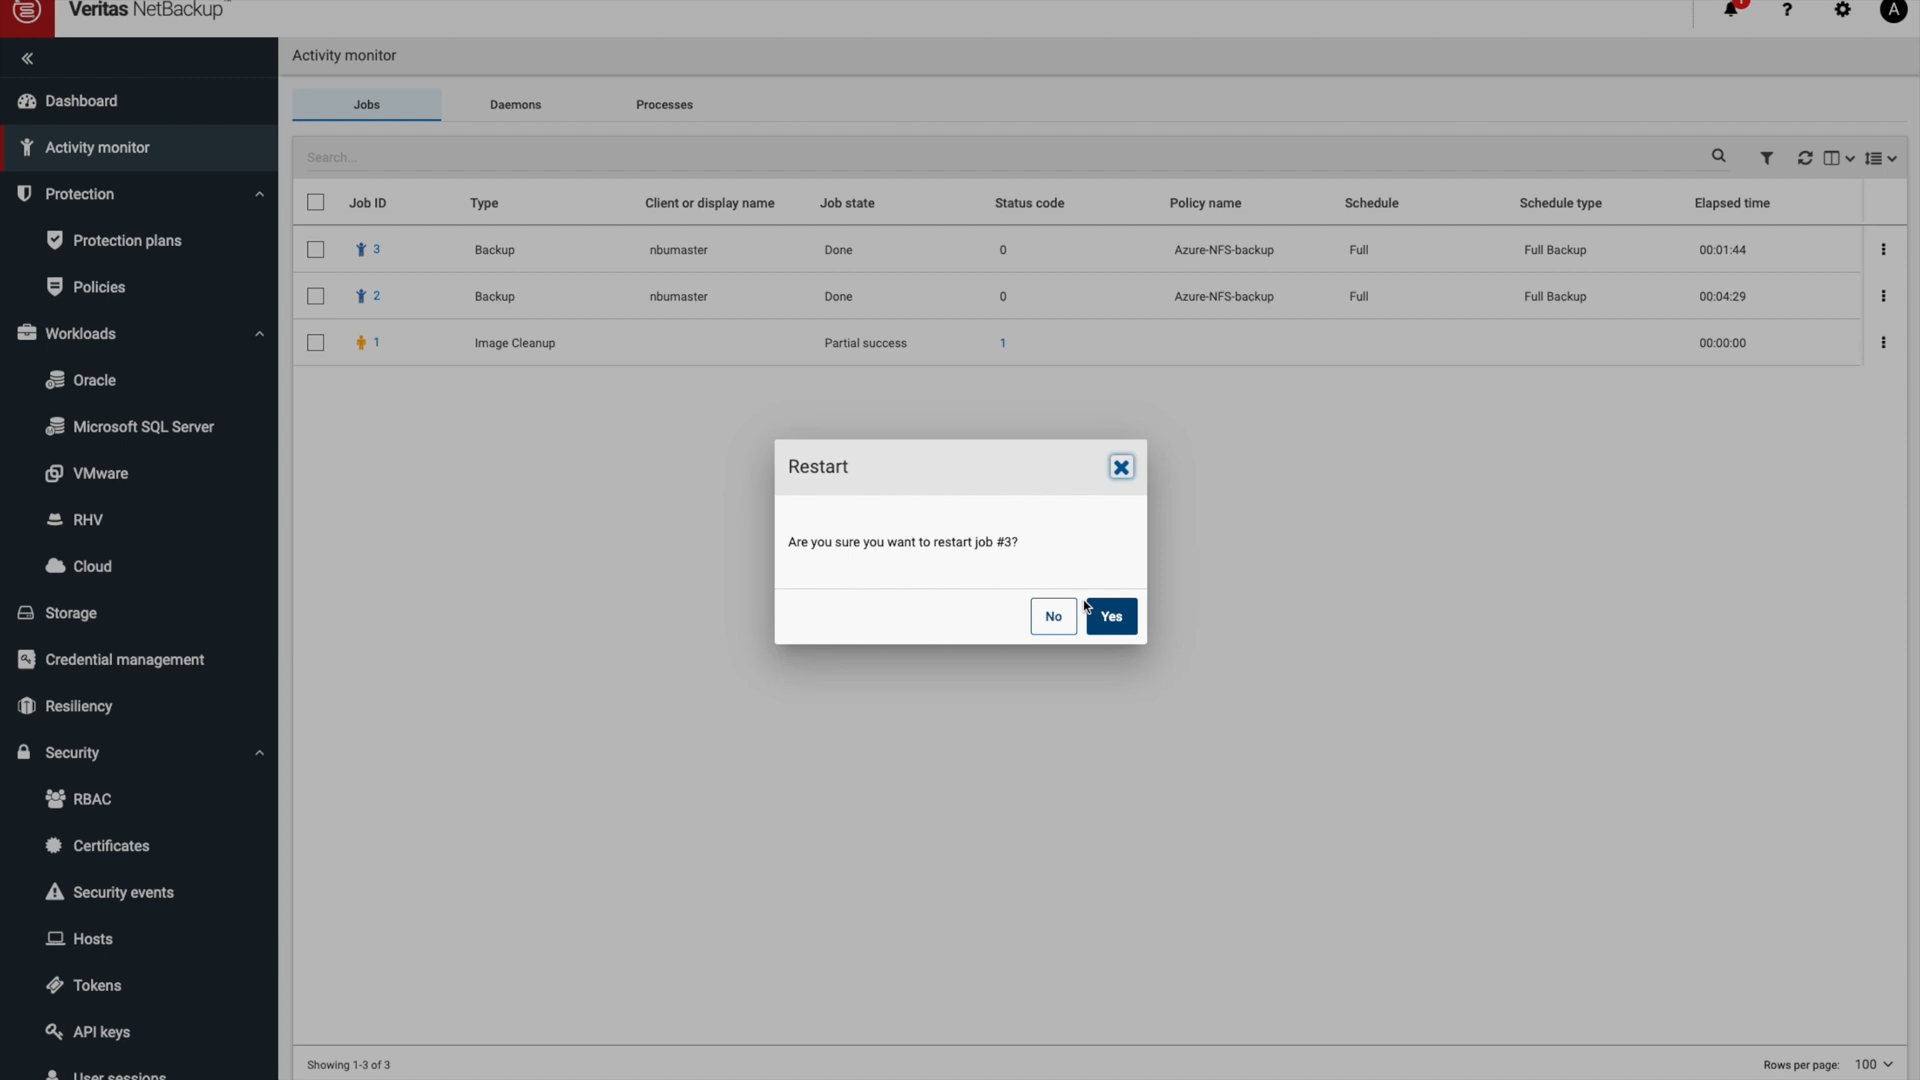 Veritas NetBackup
1
?
A
Activity monitor
Jobs Daemons Processes
Search...
Job ID Type Client or display name Job state Status code Policy name Schedule Schedule type Elapsed time
3 Backup nbumaster Done 0 Azure-NFS-backup Full Full Backup 00:01:44
2 Backup nbumaster Done 0 Azure-NFS-backup Full Full Backup 00:04:29
1 Image Cleanup Partial success 1 00:00:00
Dashboard
Activity monitor
Protection
Protection plans
Policies
Workloads
Oracle
Microsoft SQL Server
VMware
RHV
Cloud
Storage
Credential management
Resiliency
Security
RBAC
Certificates
Security events
Hosts
Tokens
API keys
User sessions
Restart
Are you sure you want to restart job #3?
No Yes
Showing 1-3 of 3
Rows per page: 100